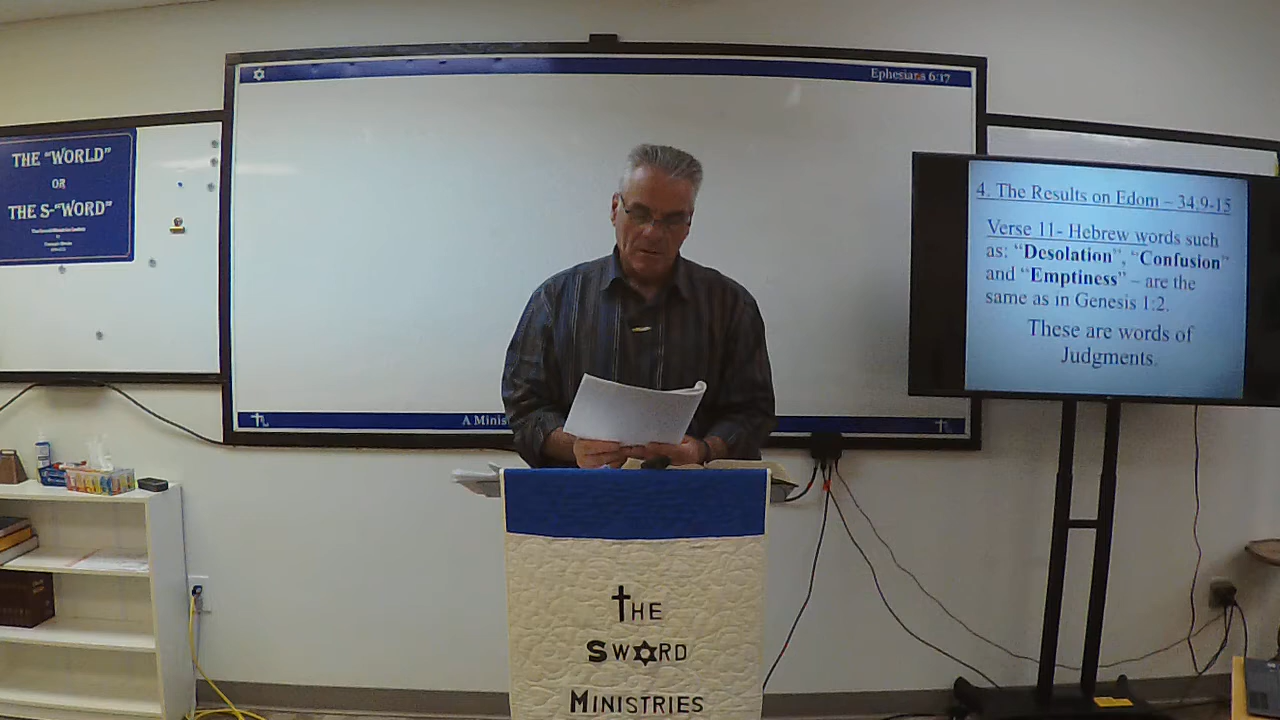 Ephesians 6:17
THE "WORLD"
OR
THE S-"WORD"
4. The Results on Edom – 34:9-15
Verse 11- Hebrew words such
as: "Desolation", "Confusion"
and "Emptiness" – are the
same as in Genesis 1:2.
These are words of
Judgments.
A Minis
THE
SWORD
MINISTRIES